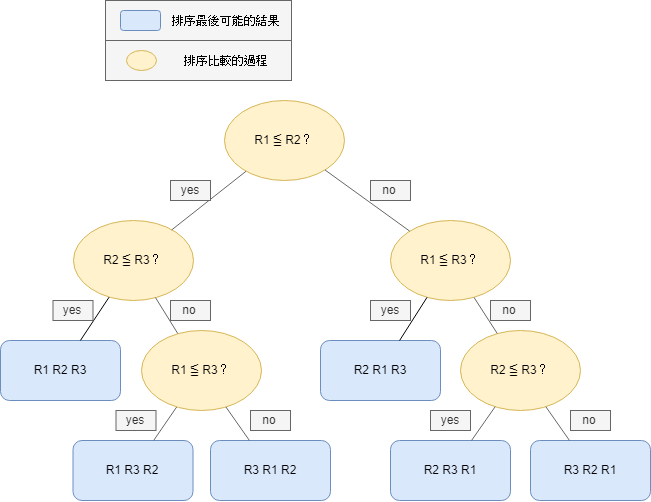 排序最後可能的結果
排序比較的過程
R1 ≦ R2？
yes
no
R2 ≦ R3？
R1 ≦ R3？
yes
no
yes
no
R1 R2 R3
R1 ≦ R3？
R2 R1 R3
R2 ≦ R3？
yes
no
yes
no
R1 R3 R2
R3 R1 R2
R2 R3 R1
R3 R2 R1